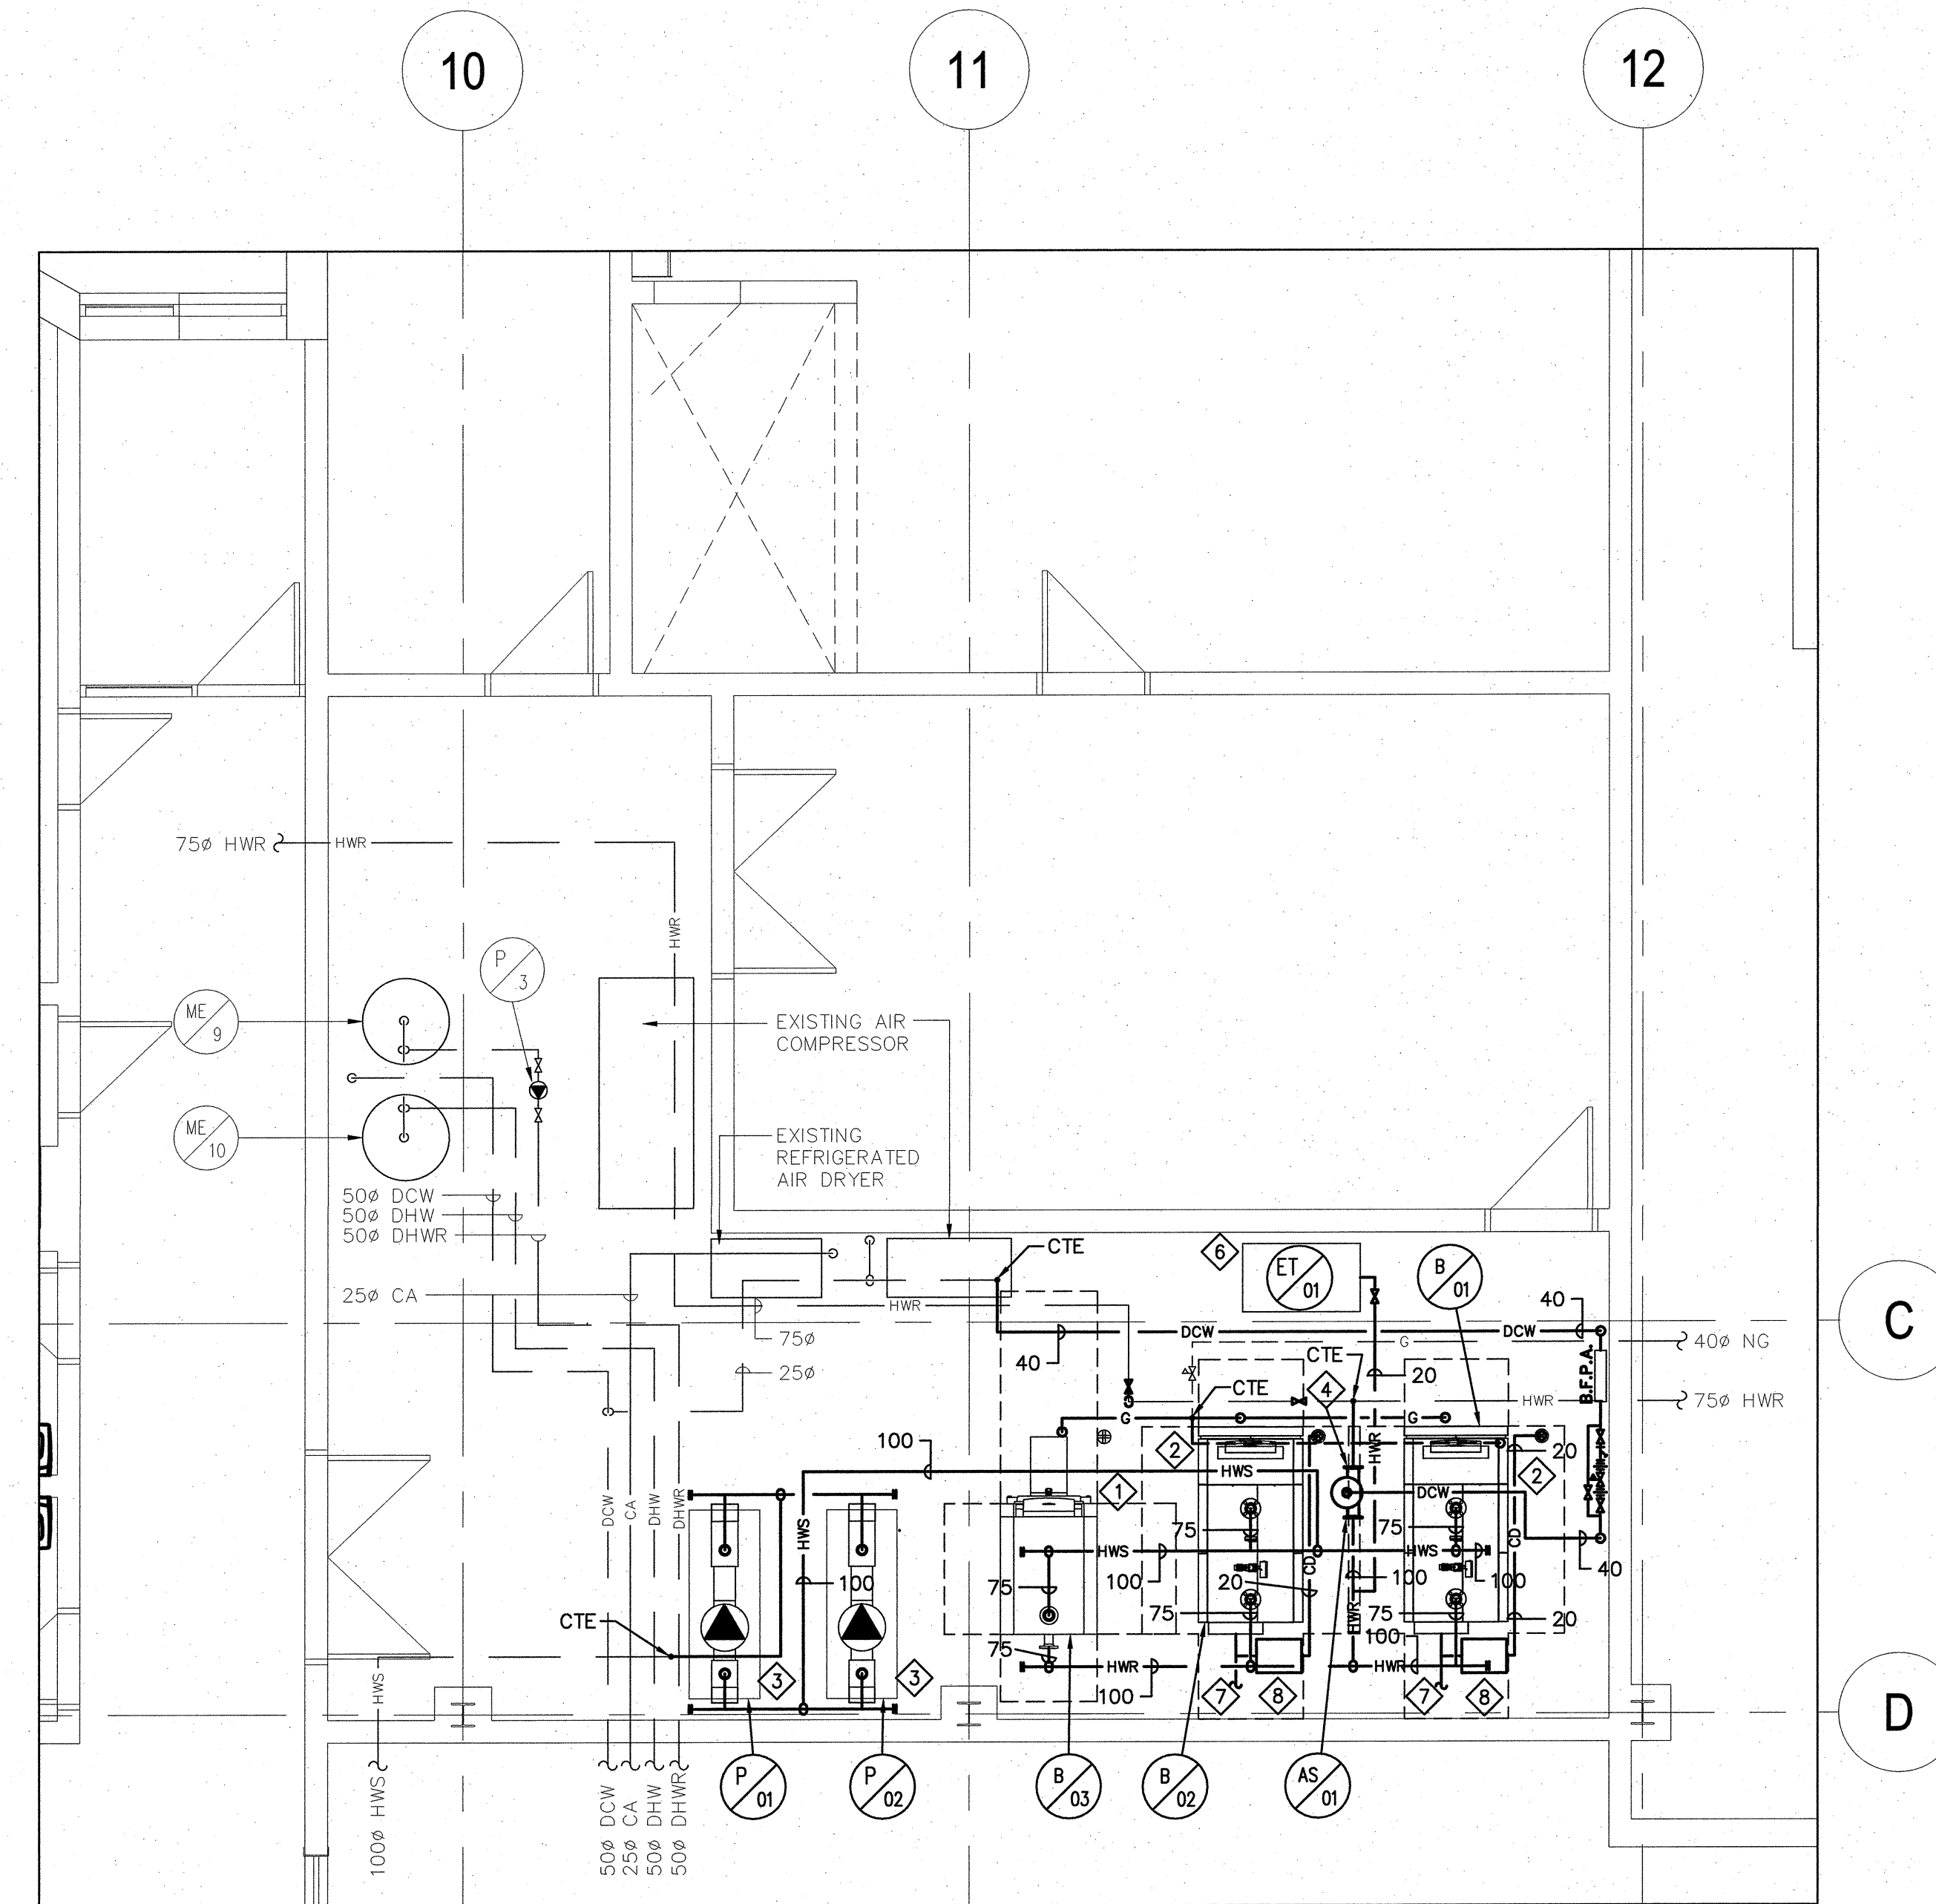 10
11
12
75ø HWR
HWR
HWR
P
3
ME
9
EXISTING AIR
COMPRESSOR
ME
10
EXISTING
REFRIGERATED
AIR DRYER
50ø DCW
50ø DHW
50ø DHWR
25ø CA
CTE
6
ET
01
B
01
40
C
HWR
DCW
DCW
75ø
40
G
40ø NG
CTE
B.F.P.A.
25ø
CTE
4
20
HWR
75ø HWR
G
G
100
2
HWR
20
2
HWS
1
DCW
DCW
CA
DHW
DHWR
HWS
75
75
CD
HWS
HWS
100
100
100
100
40
75
20
CD
75
75
20
CTE
HWR
75
100
HWS
3
3
HWR
HWR
100
7
8
7
8
D
P
01
P
02
B
03
B
02
AS
01
100ø HWS
50ø DCW
25ø CA
50ø DHW
50ø DHWR